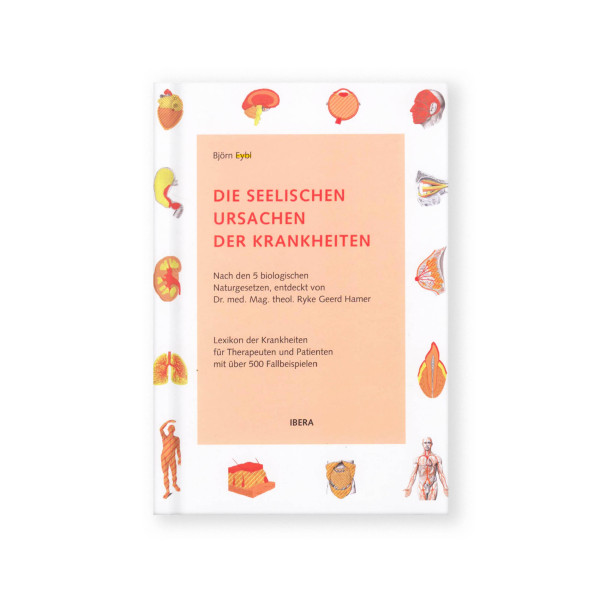 Björn Eybl
DIE SEELISCHEN
URSACHEN
DER KRANKHEITEN
Nach den 5 biologischen
Naturgesetzen, entdeckt von
Dr. med. Mag. theol. Ryke Geerd Hamer
Lexikon der Krankheiten
für Therapeuten und Patienten
mit über 500 Fallbeispielen
IBERA